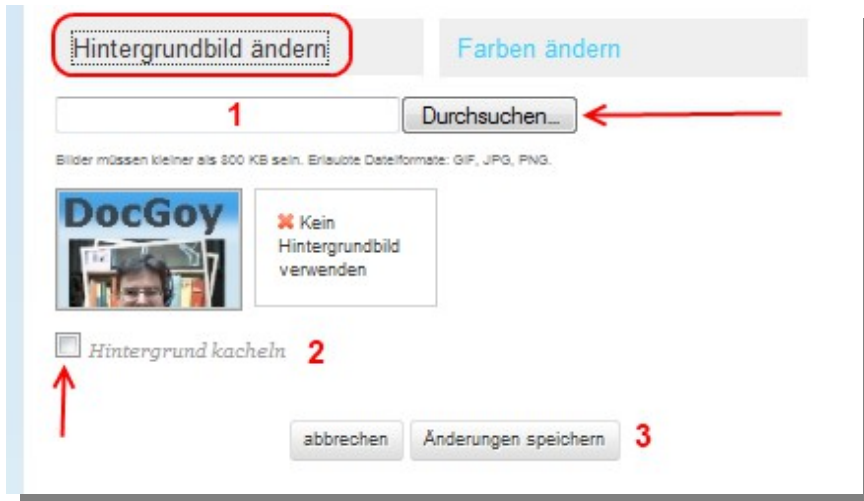 Hintergrundbild ändern
Farben ändern
1
Durchsuchen...
Bilder müssen kleiner als 800 KB sein. Erlaubte Dateiformate: GIF, JPG, PNG.
DocGoy
Kein
Hintergrundbild
verwenden
Hintergrund kacheln 2
abbrechen
Änderungen speichern 3